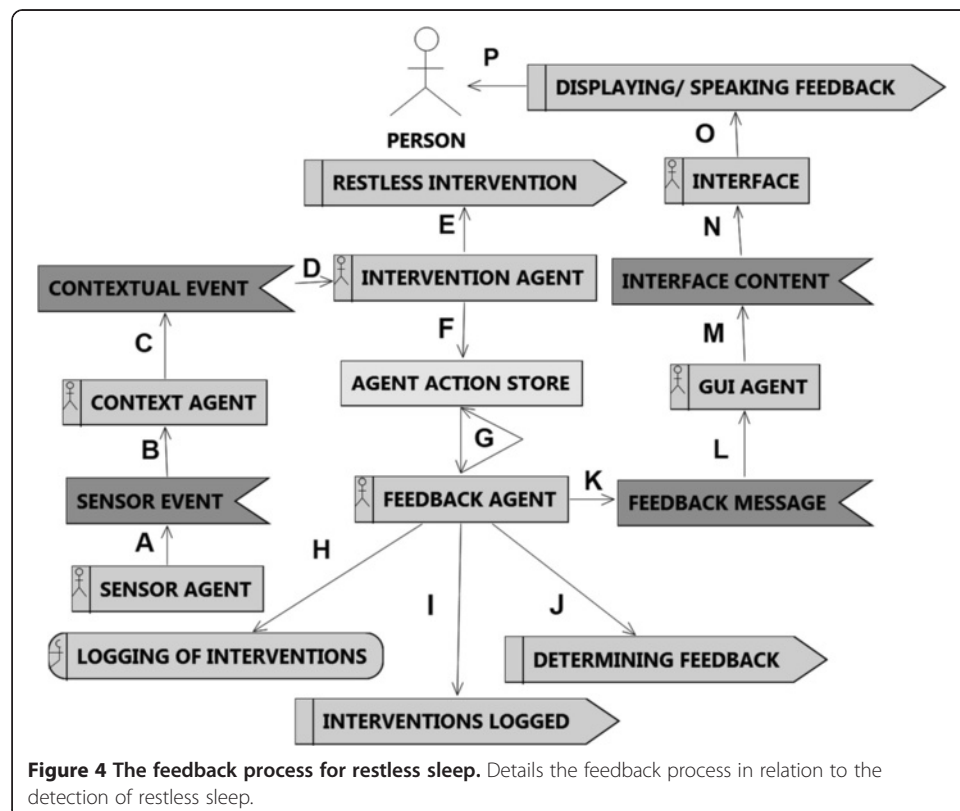 P
DISPLAYING/ SPEAKING FEEDBACK
O
PERSON
RESTLESS INTERVENTION
INTERFACE
E
N
D
CONTEXTUAL EVENT
INTERVENTION AGENT
INTERFACE CONTENT
C
F
M
AGENT ACTION STORE
GUI AGENT
CONTEXT AGENT
B
G
L
K
SENSOR EVENT
FEEDBACK AGENT
FEEDBACK MESSAGE
A
H
SENSOR AGENT
I
J
LOGGING OF INTERVENTIONS
DETERMINING FEEDBACK
INTERVENTIONS LOGGED
Figure 4 The feedback process for restless sleep. Details the feedback process in relation to the
detection of restless sleep.